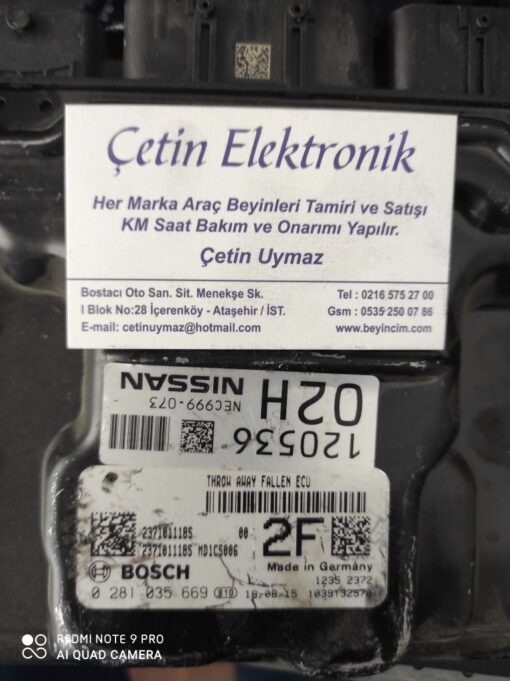 Çetin Elektronik
Her Marka Araç Beyinleri Tamiri ve Satışı
KM Saat Bakım ve Onarımı Yapılır.
Çetin Uymaz
Bostacı Oto San. Sit. Menekşe Sk.
I Blok No:28 İçerenköy - Ataşehir / İST.
E-mail: cetinuymaz@hotmail.com
Tel : 0216 575 27 00
Gsm : 0535 250 07 86
www.beyincim.com
120536
02H
NEC999-073
NISSAN
THROW AWAY FALLEN ECU
237101118S 00
237101118S MD1CS006
2F
BOSCH
Made in Germany
1235 2372
0 281 035 669 B10 18-08-15 1039132570
REDMI NOTE 9 PRO
AI QUAD CAMERA